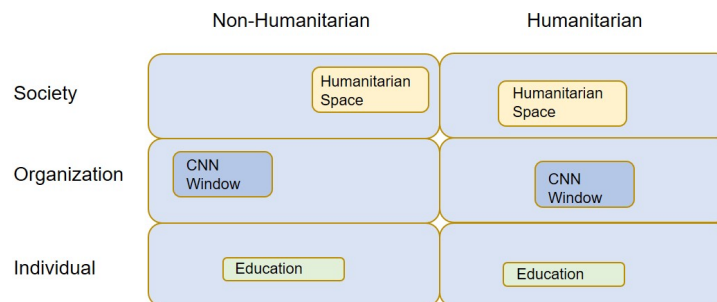 Non-Humanitarian
Humanitarian
Society
Humanitarian
Space
Humanitarian
Space
Organization
CNN
Window
CNN
Window
Individual
Education
Education